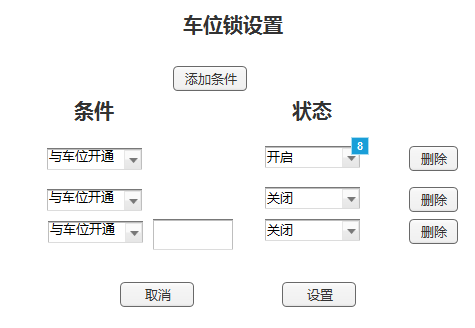 车位锁设置
添加条件
条件 状态
与车位开通 开启 8 删除
与车位开通 关闭 删除
与车位开通 关闭 删除
取消 设置